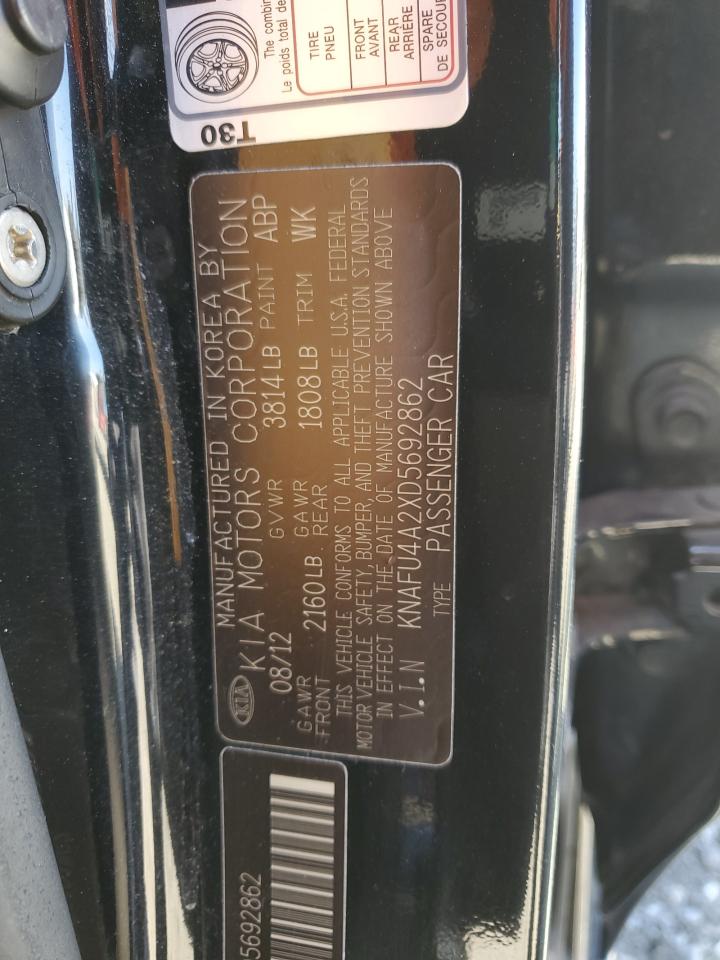 The combin
Le poids total de
TIRE
PNEU
FRONT
AVANT
REAR
ARRIÈRE
SPARE
DE SECOUR
T30
KIA
MANUFACTURED IN KOREA BY
KIA MOTORS CORPORATION
08/12 GVWR 3814LB PAINT ABP
GAWR FRONT 2160LB GAWR REAR 1808LB TRIM WK
THIS VEHICLE CONFORMS TO ALL APPLICABLE U.S.A. FEDERAL
MOTOR VEHICLE SAFETY, BUMPER, AND THEFT PREVENTION STANDARDS
IN EFFECT ON THE DATE OF MANUFACTURE SHOWN ABOVE
V.I.N KNAFU4A2XD5692862
TYPE PASSENGER CAR
5692862